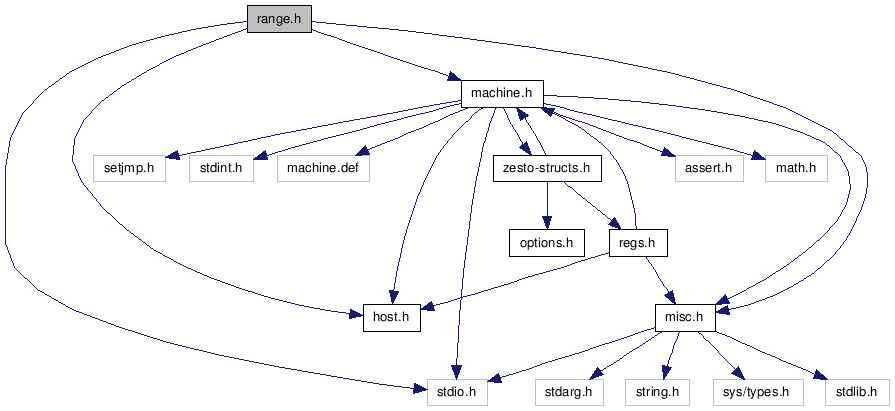 range.h
machine.h
setjmp.h
stdint.h
machine.def
zesto-structs.h
assert.h
math.h
options.h
regs.h
host.h
misc.h
stdio.h
stdarg.h
string.h
sys/types.h
stdlib.h